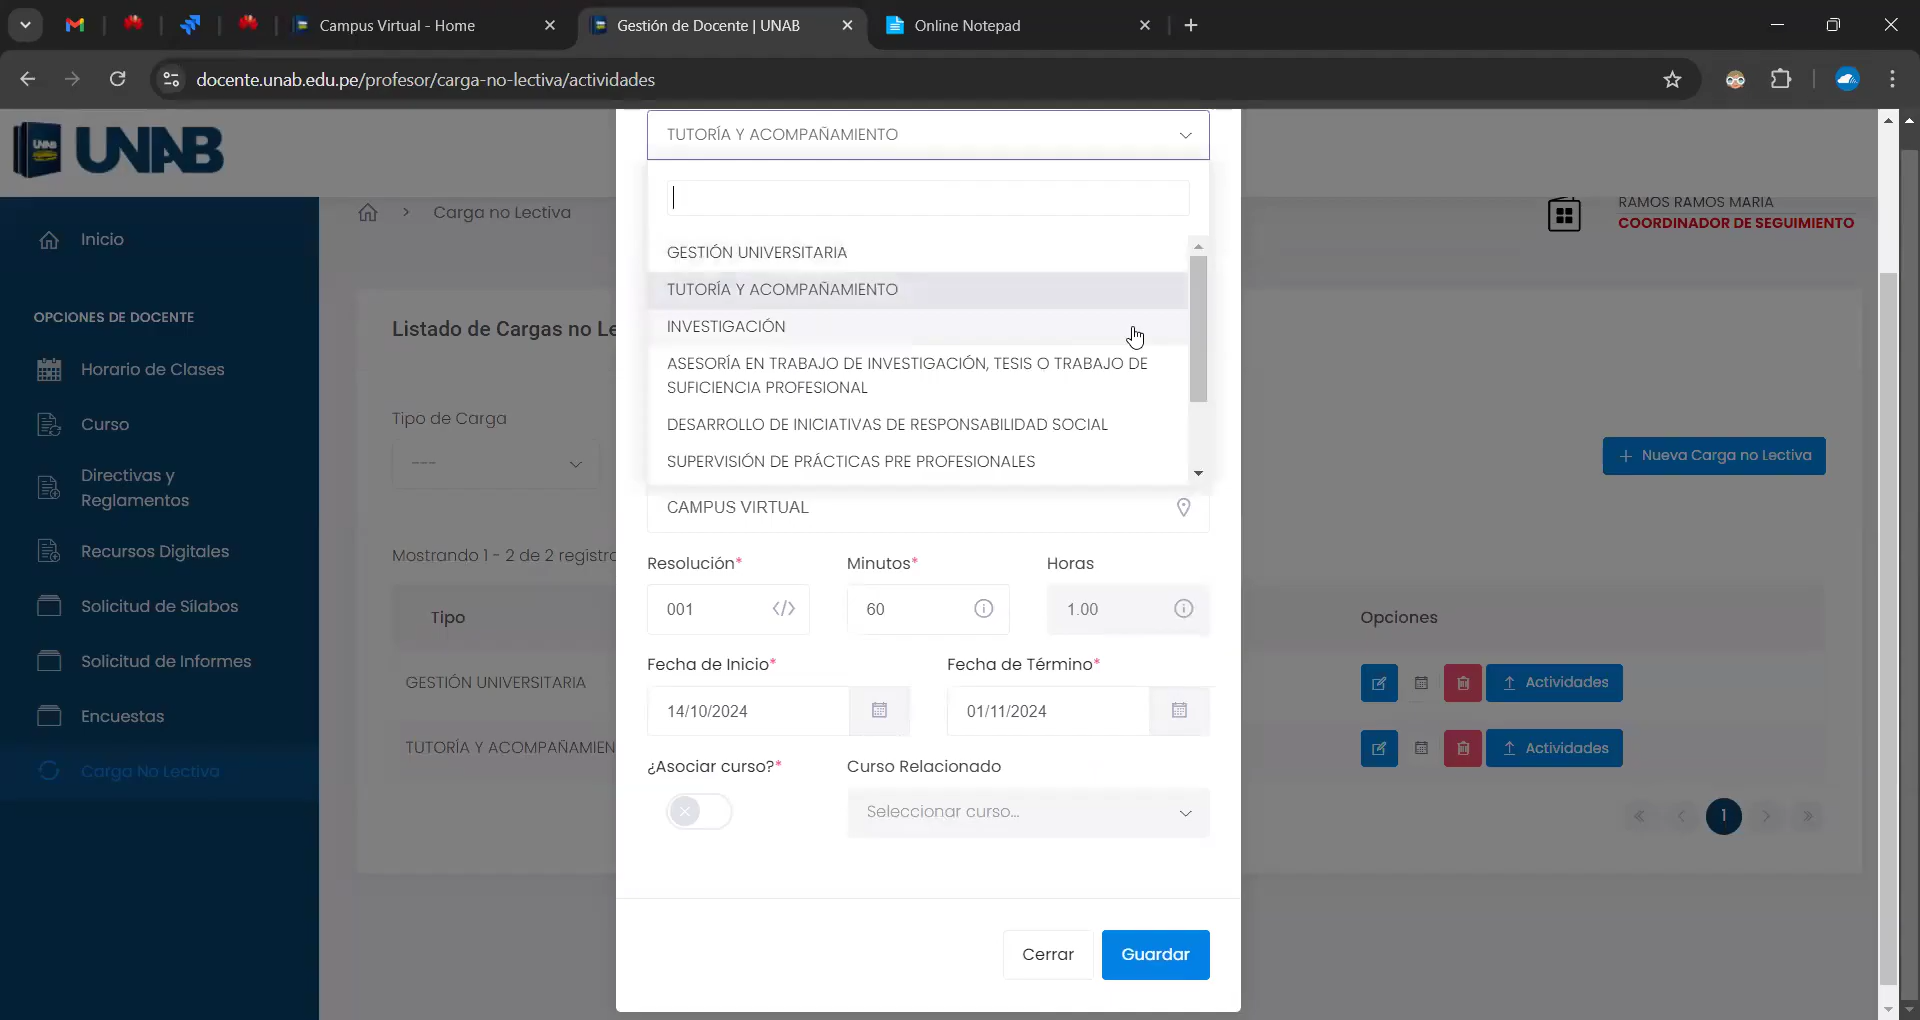 Campus Virtual - Home
Gestión de Docente | UNAB
Online Notepad
docente.unab.edu.pe/profesor/carga-no-lectiva/actividades
UNAB
UNAB
Inicio
OPCIONES DE DOCENTE
Horario de Clases
Curso
Directivas y
Reglamentos
Recursos Digitales
Solicitud de Sílabos
Solicitud de Informes
Encuestas
Carga No Lectiva
Carga no Lectiva
RAMOS RAMOS MARIA
COORDINADOR DE SEGUIMIENTO
Listado de Cargas no Le
Tipo de Carga
---
Nueva Carga no Lectiva
Mostrando 1 - 2 de 2 registro
Tipo
Opciones
GESTIÓN UNIVERSITARIA
Actividades
TUTORÍA Y ACOMPAÑAMIEN
Actividades
1
TUTORÍA Y ACOMPAÑAMIENTO
GESTIÓN UNIVERSITARIA
TUTORÍA Y ACOMPAÑAMIENTO
INVESTIGACIÓN
ASESORÍA EN TRABAJO DE INVESTIGACIÓN, TESIS O TRABAJO DE
SUFICIENCIA PROFESIONAL
DESARROLLO DE INICIATIVAS DE RESPONSABILIDAD SOCIAL
SUPERVISIÓN DE PRÁCTICAS PRE PROFESIONALES
CAMPUS VIRTUAL
Resolución* Minutos* Horas
001 60 1.00
Fecha de Inicio* Fecha de Término*
14/10/2024 01/11/2024
¿Asociar curso?* Curso Relacionado
Seleccionar curso...
Cerrar Guardar